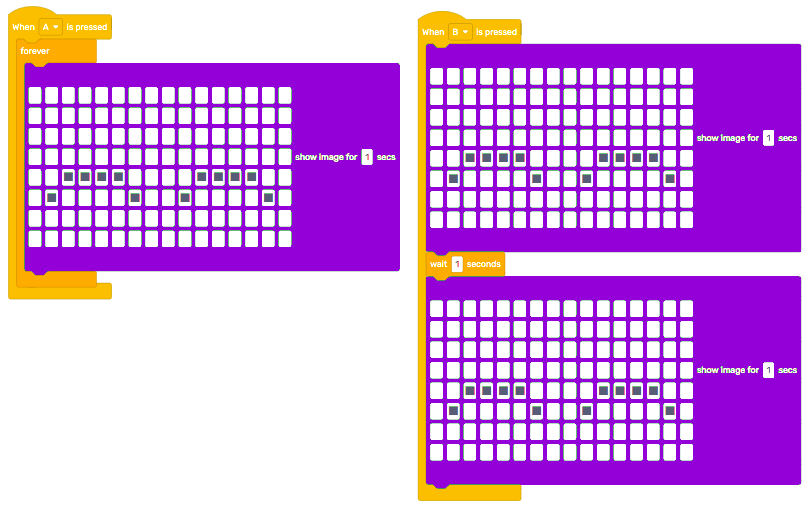 When A is pressed
forever
show image for 1 secs
When B is pressed
show image for 1 secs
wait 1 seconds
show image for 1 secs